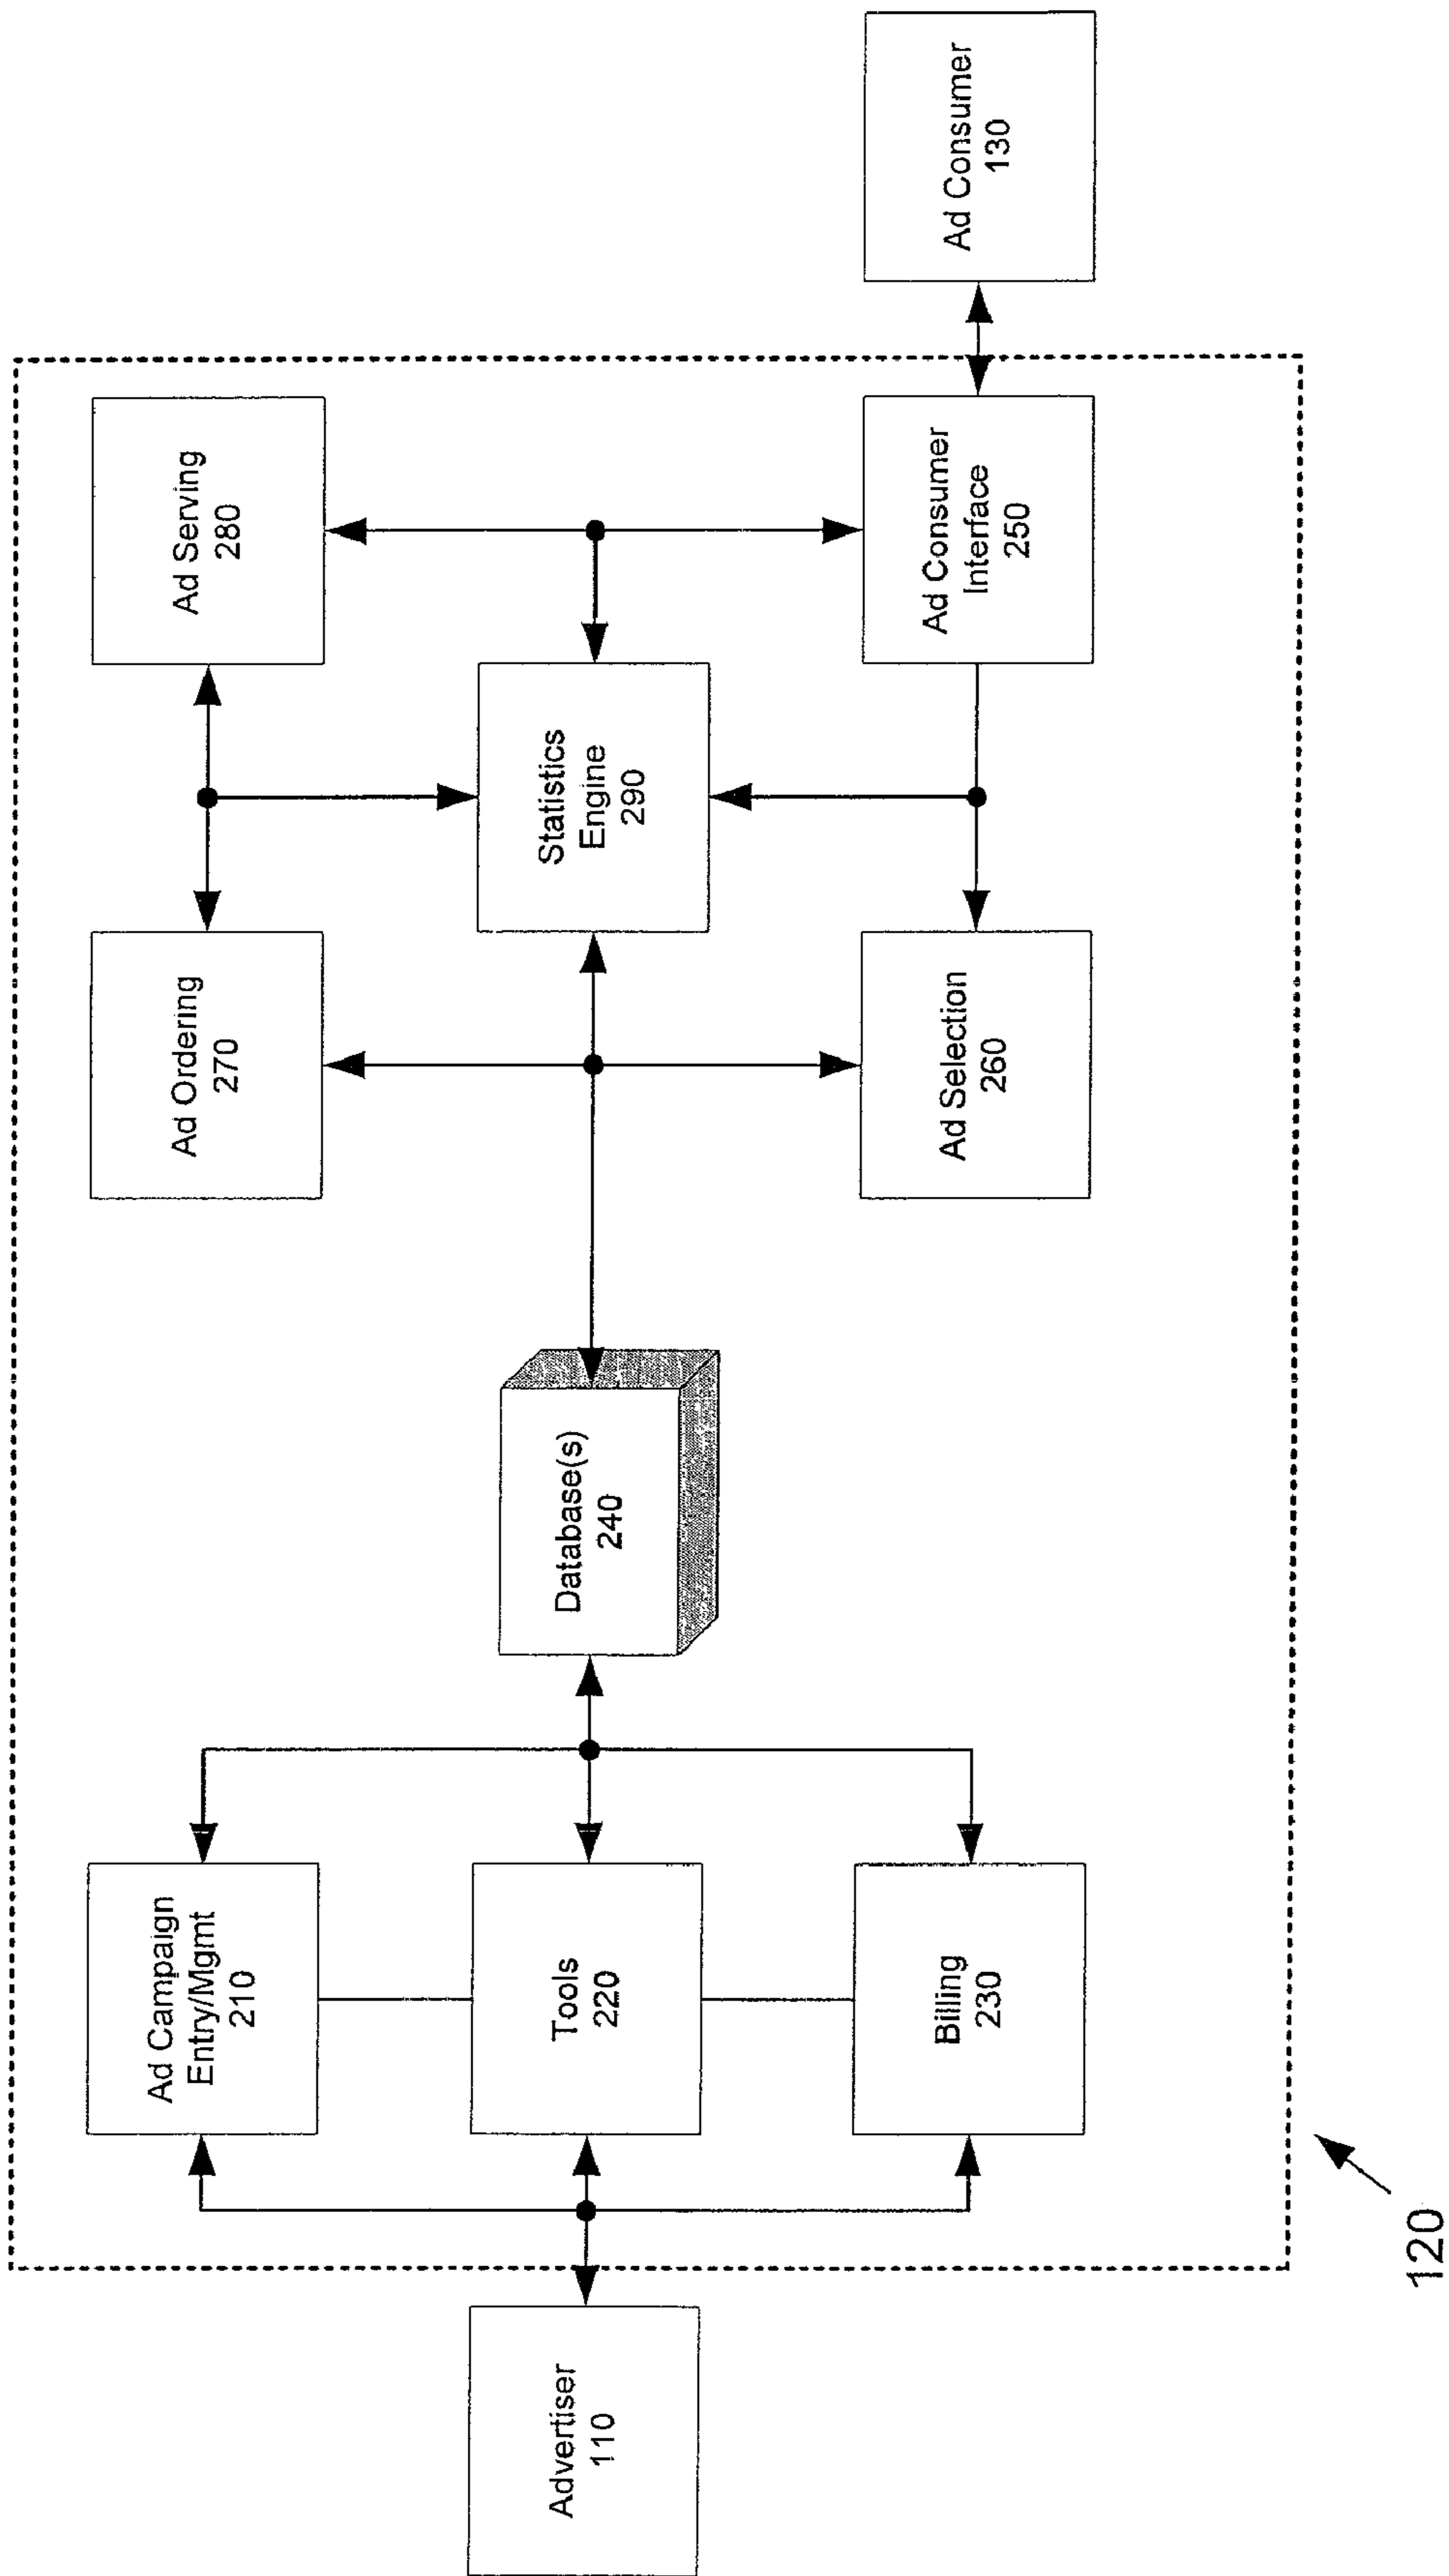 Advertiser
110
Ad Campaign
Entry/Mgmt
210
Tools
220
Billing
230
Database(s)
240
Ad Ordering
270
Ad Serving
280
Statistics
Engine
290
Ad Selection
260
Ad Consumer
Interface
250
Ad Consumer
130
120